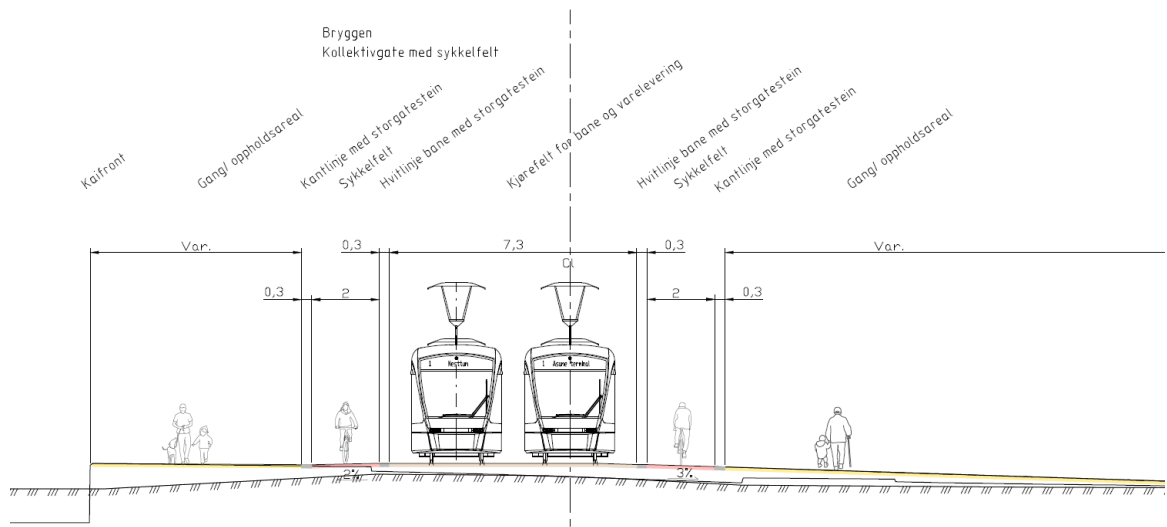 Bryggen
Kollektivgate med sykkelfelt
Kaifront
Gang/ oppholdsareal
Kantlinje med storgatestein
Sykkelfelt
Hvitlinje bane med storgatestein
Kjørefelt for bane og varelevering
Hvitlinje bane med storgatestein
Sykkelfelt
Kantlinje med storgatestein
Gang/ oppholdsareal
Var. 0,3 7,3 0,3 Var.
CL
0,3 2 2 0,3
1 Nesttun
1 Åsane terminal
2% 3%